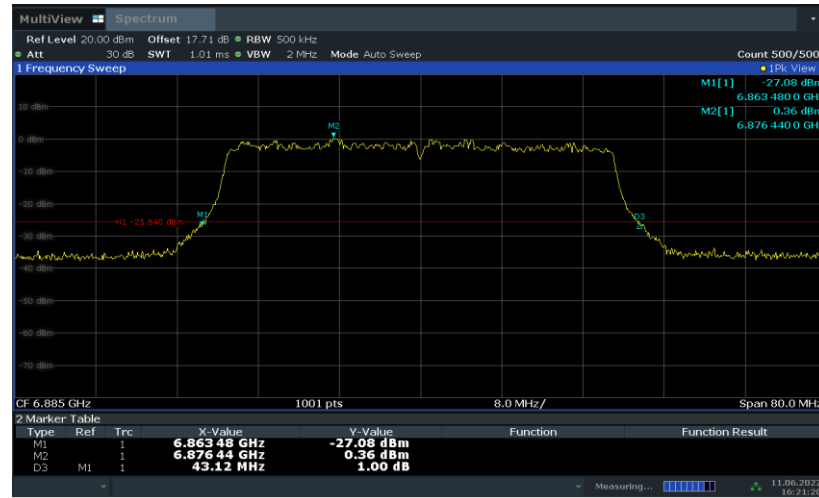 MultiView Spectrum
Ref Level 20.00 dBm Offset 17.71 dB RBW 500 kHz
Att 30 dB SWT 1.01 ms VBW 2 MHz Mode Auto Sweep Count 500/500
1 Frequency Sweep 1Pk View
M1[1] -27.08 dBm
6.863 480 0 GH
M2[1] 0.36 dBm
6.876 440 0 GH
10 dBm
M2
0 dBm
-10 dBm
-20 dBm
M1 D3
H1 -25.640 dBm
-30 dBm
-40 dBm
-50 dBm
-60 dBm
-70 dBm
CF 6.885 GHz 1001 pts 8.0 MHz/ Span 80.0 MHz
2 Marker Table
Type Ref Trc X-Value Y-Value Function Function Result
M1 1 6.863 48 GHz -27.08 dBm
M2 1 6.876 44 GHz 0.36 dBm
D3 M1 1 43.12 MHz 1.00 dB
Measuring... 11.06.2022
16:21:20